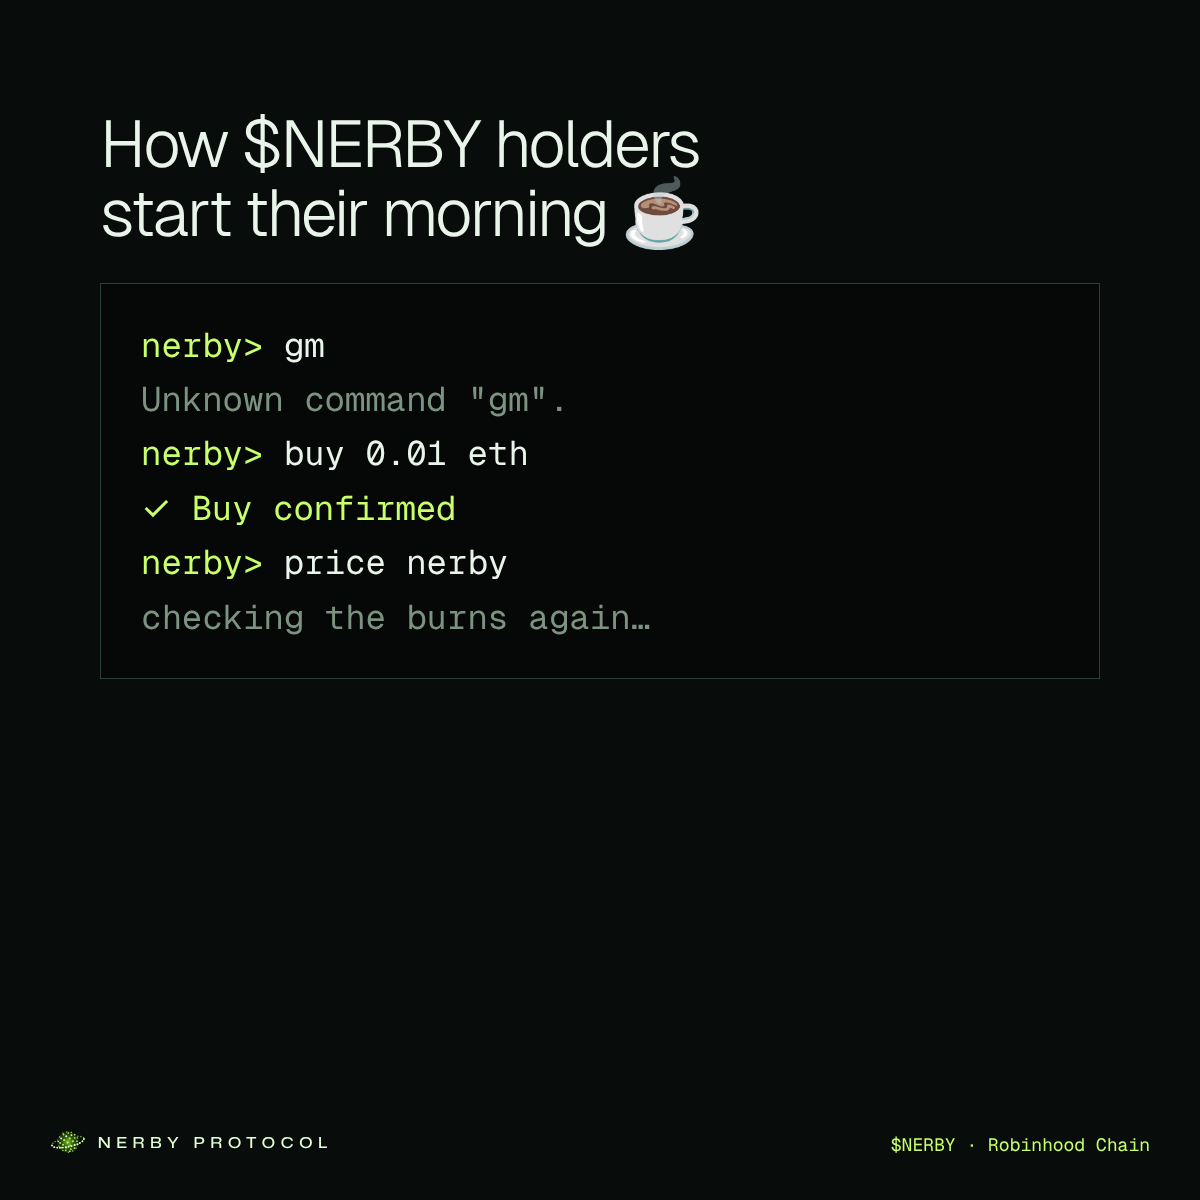 How $NERBY holders
start their morning ☕
nerby> gm
Unknown command "gm".
nerby> buy 0.01 eth
✓ Buy confirmed
nerby> price nerby
checking the burns again…
NERBY PROTOCOL
$NERBY · Robinhood Chain